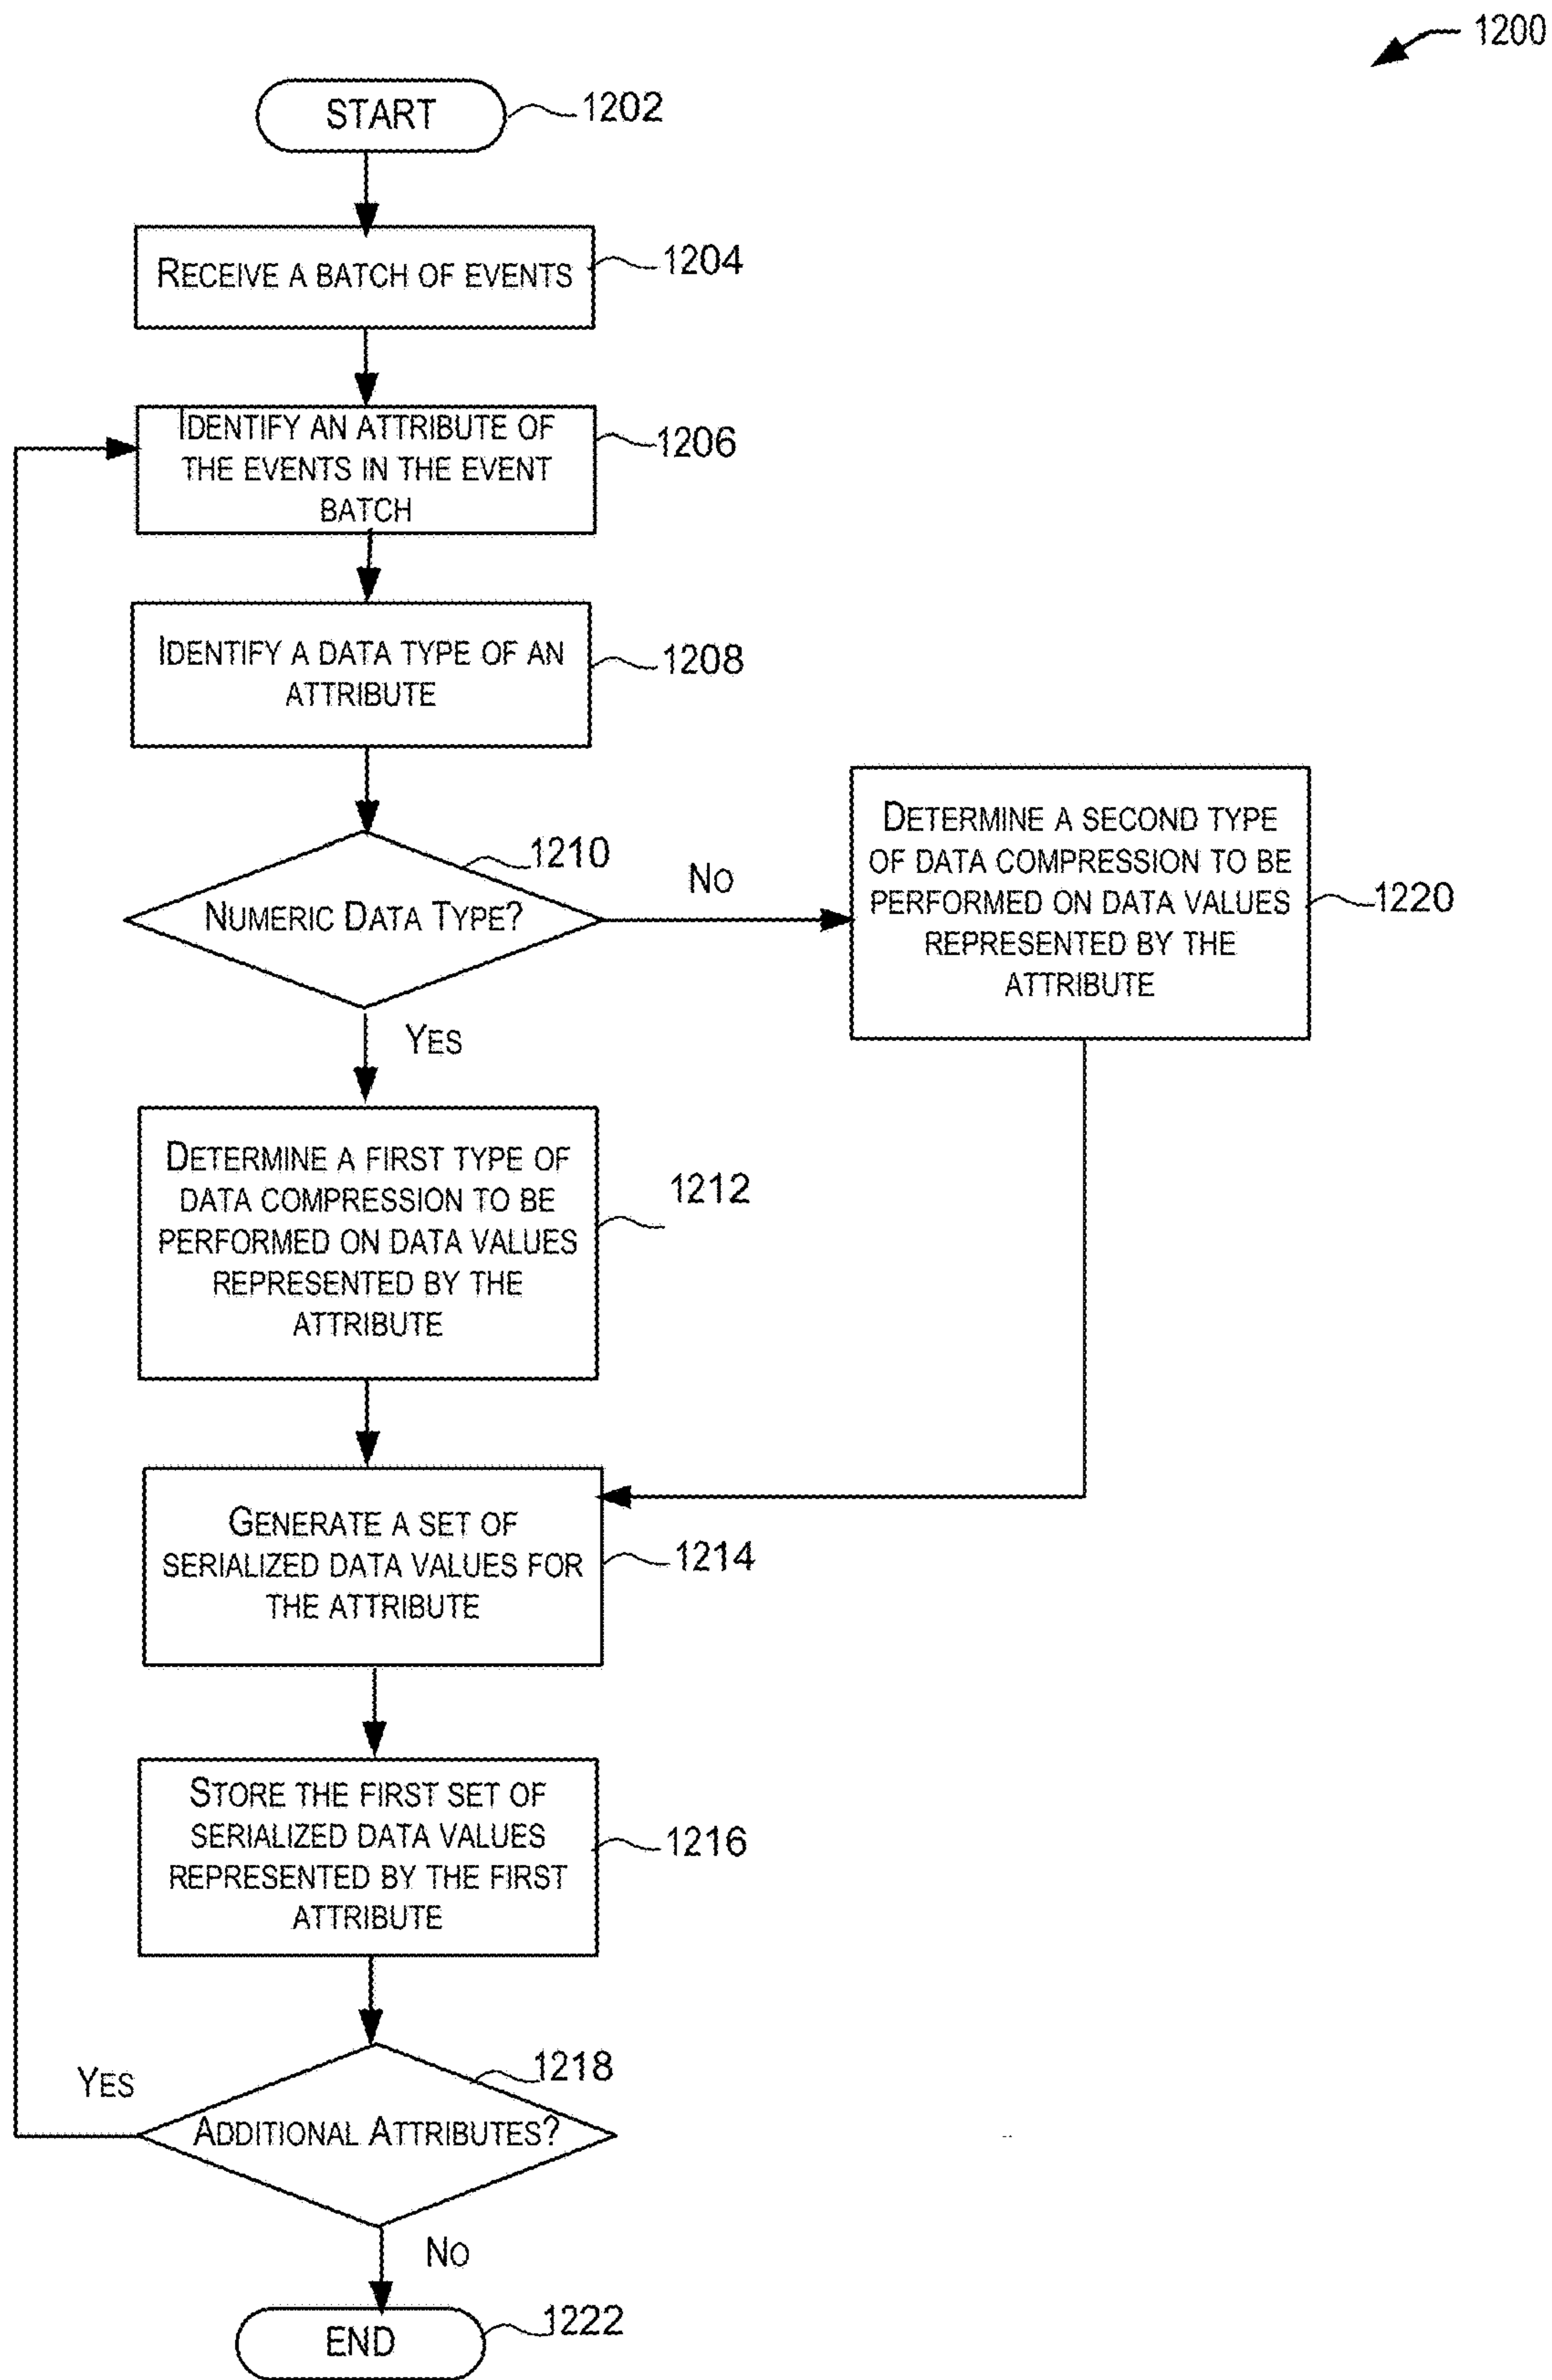 1200
START
1202
RECEIVE A BATCH OF EVENTS
1204
IDENTIFY AN ATTRIBUTE OF
THE EVENTS IN THE EVENT
BATCH
1206
IDENTIFY A DATA TYPE OF AN
ATTRIBUTE
1208
NUMERIC DATA TYPE?
1210
NO
YES
DETERMINE A SECOND TYPE
OF DATA COMPRESSION TO BE
PERFORMED ON DATA VALUES
REPRESENTED BY THE
ATTRIBUTE
1220
DETERMINE A FIRST TYPE OF
DATA COMPRESSION TO BE
PERFORMED ON DATA VALUES
REPRESENTED BY THE
ATTRIBUTE
1212
GENERATE A SET OF
SERIALIZED DATA VALUES FOR
THE ATTRIBUTE
1214
STORE THE FIRST SET OF
SERIALIZED DATA VALUES
REPRESENTED BY THE FIRST
ATTRIBUTE
1216
ADDITIONAL ATTRIBUTES?
1218
YES
NO
END
1222